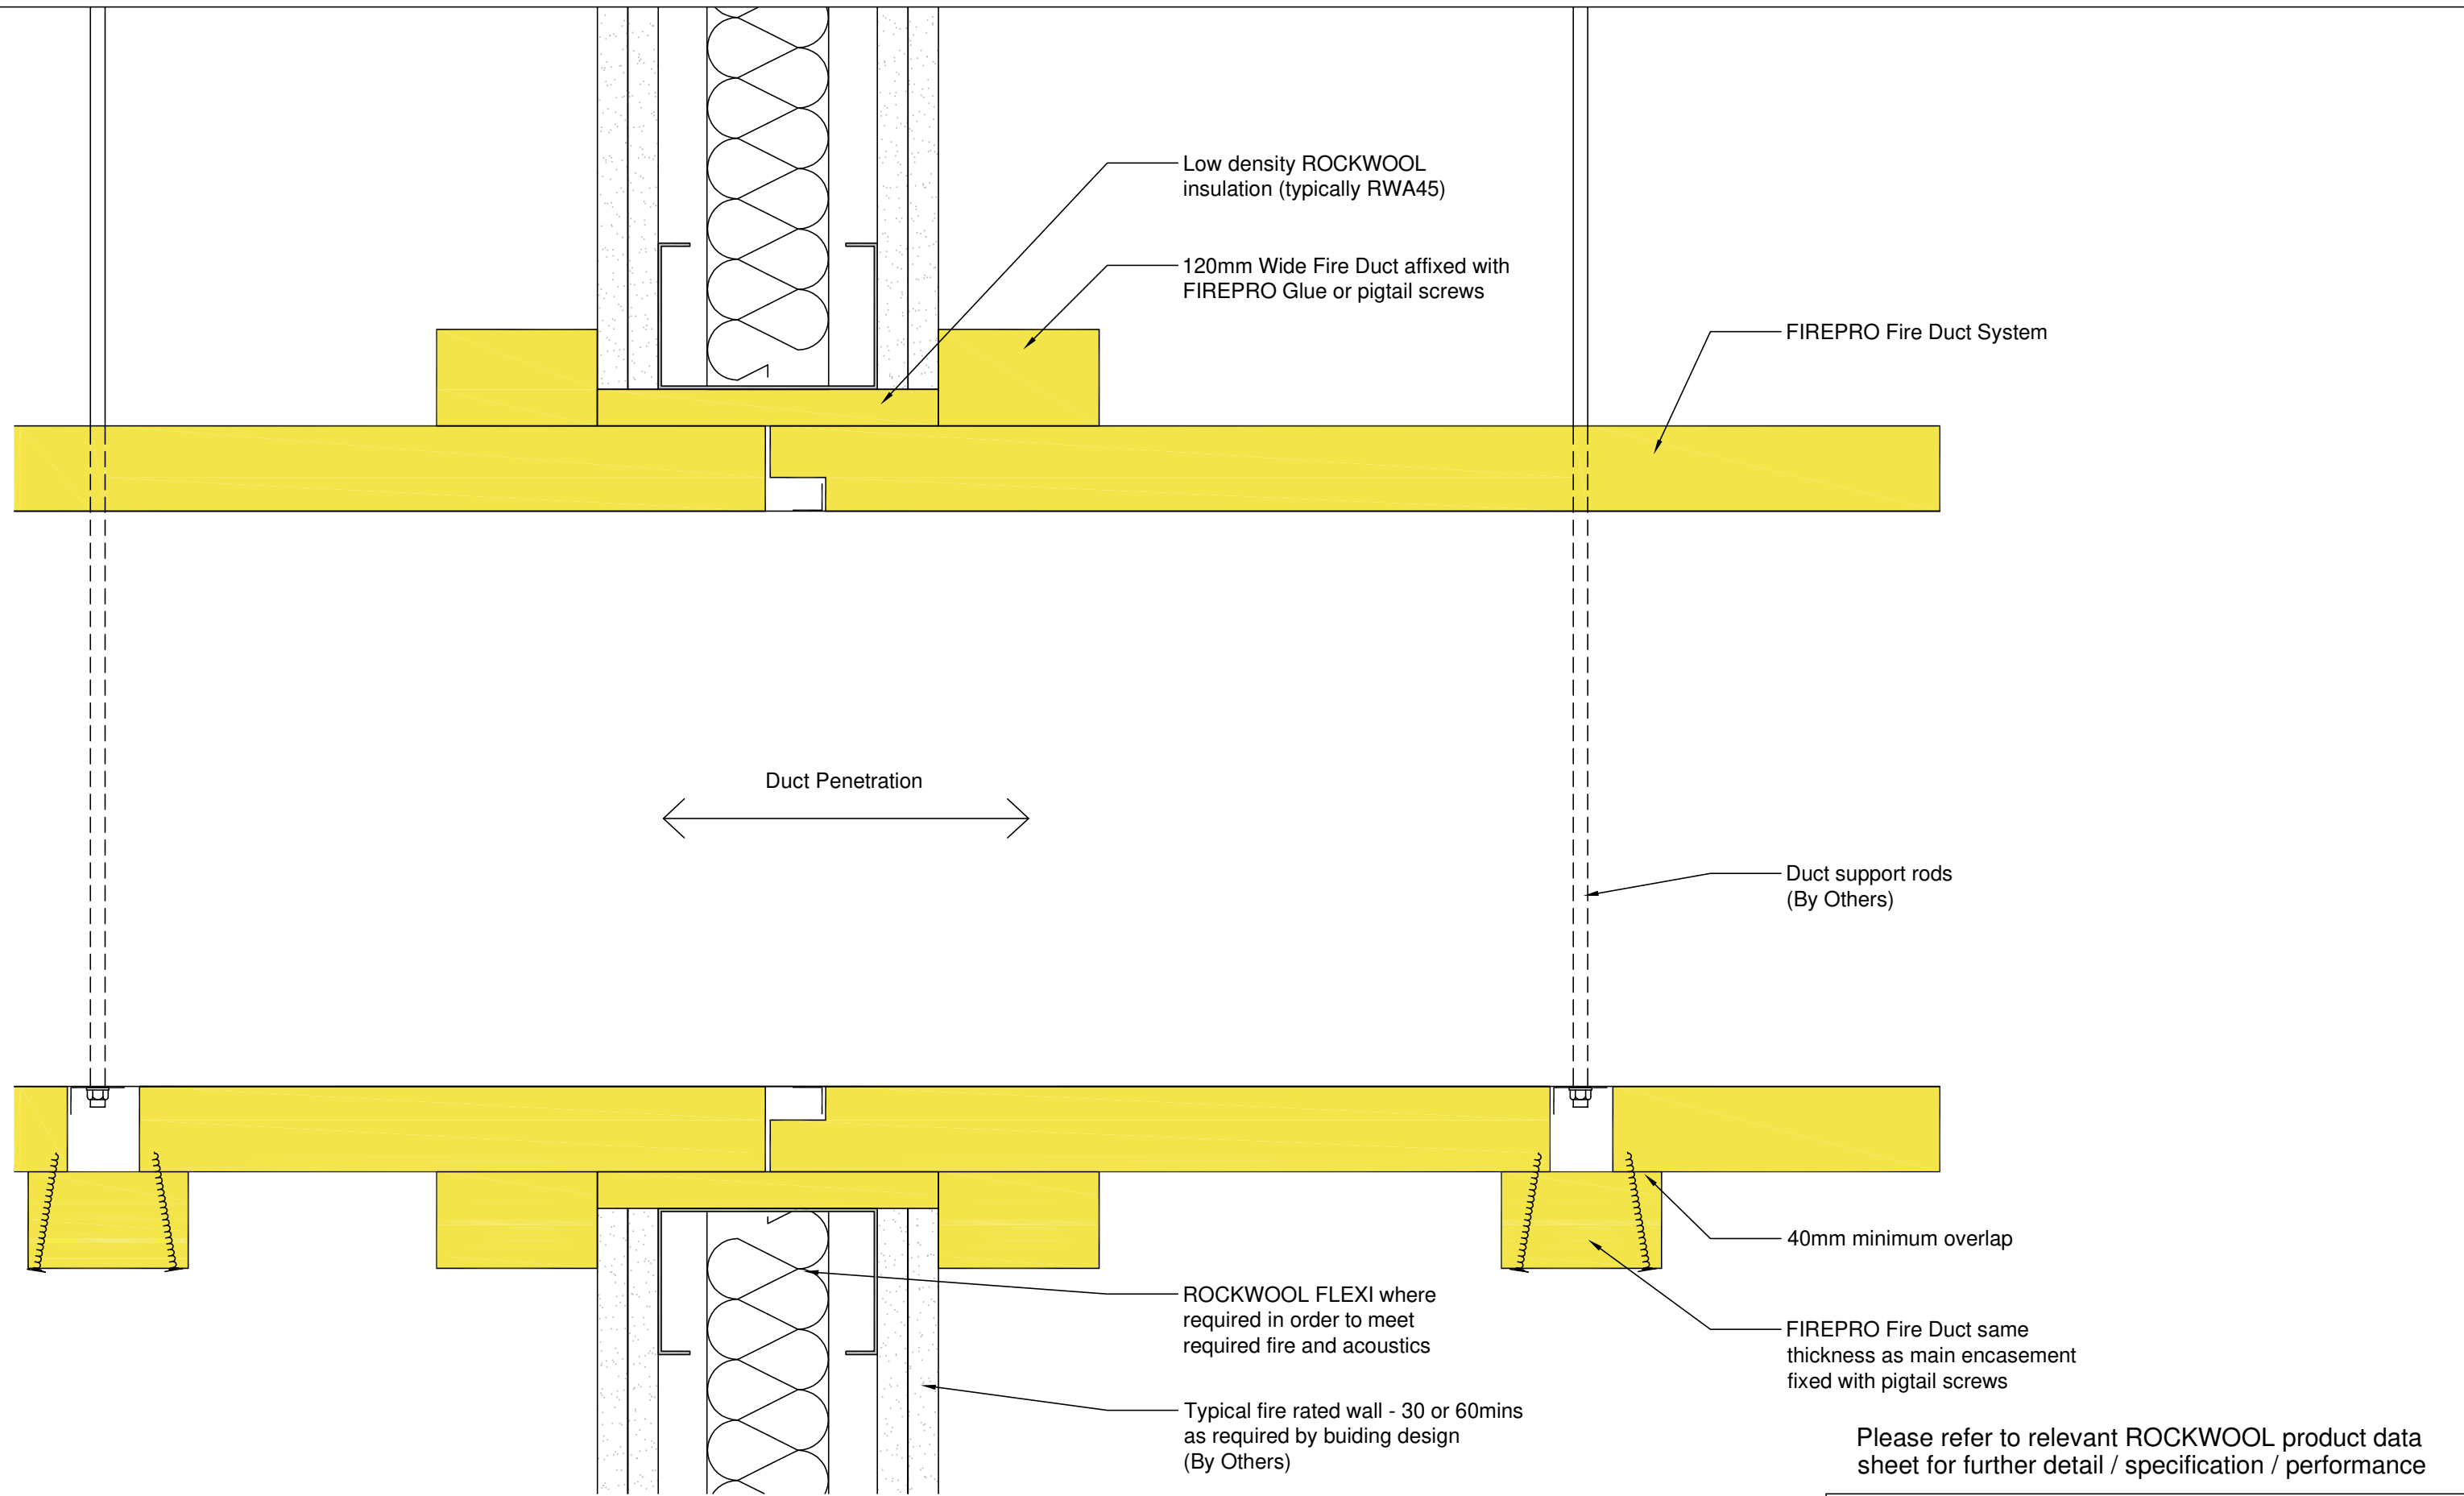 Low density ROCKWOOL
insulation (typically RWA45)
120mm Wide Fire Duct affixed with
FIREPRO Glue or pigtail screws
FIREPRO Fire Duct System
Duct Penetration
Duct support rods
(By Others)
40mm minimum overlap
ROCKWOOL FLEXI where
required in order to meet
required fire and acoustics
FIREPRO Fire Duct same
thickness as main encasement
fixed with pigtail screws
Typical fire rated wall - 30 or 60mins
as required by buiding design
(By Others)
Please refer to relevant ROCKWOOL product data
sheet for further detail / specification / performance